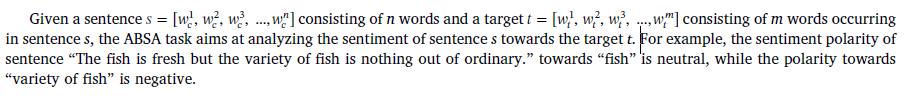 Given a sentence s = [w_c^1, w_c^2, w_c^3, ..., w_c^n] consisting of n words and a target t = [w_t^1, w_t^2, w_t^3, ..., w_t^m] consisting of m words occurring
in sentence s, the ABSA task aims at analyzing the sentiment of sentence s towards the target t. For example, the sentiment polarity of
sentence “The fish is fresh but the variety of fish is nothing out of ordinary.” towards “fish” is neutral, while the polarity towards
“variety of fish” is negative.